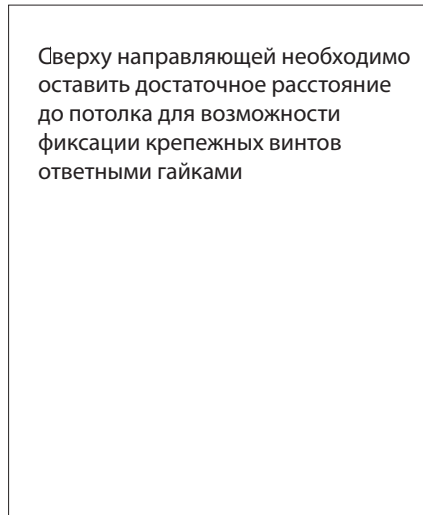 Сверху направляющей необходимо
оставить достаточное расстояние
до потолка для возможности
фиксации крепежных винтов
ответными гайками